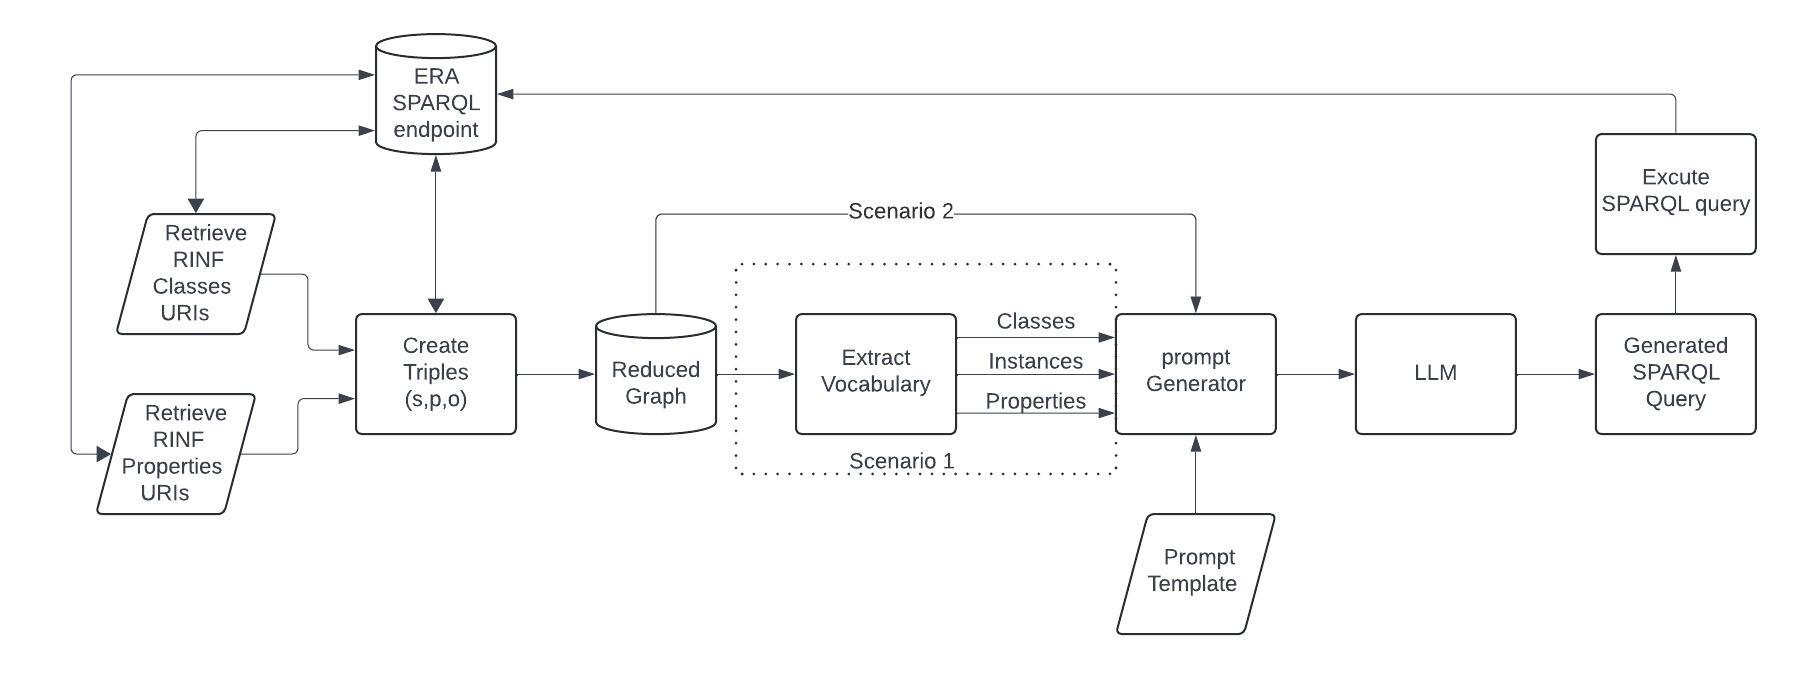 ERA
SPARQL
endpoint
Retrieve
RINF
Classes
URIs
Retrieve
RINF
Properties
URIs
Create
Triples
(s,p,o)
Reduced
Graph
Scenario 2
Extract
Vocabulary
Classes
Instances
Properties
Scenario 1
prompt
Generator
Prompt
Template
LLM
Generated
SPARQL
Query
Excute
SPARQL query